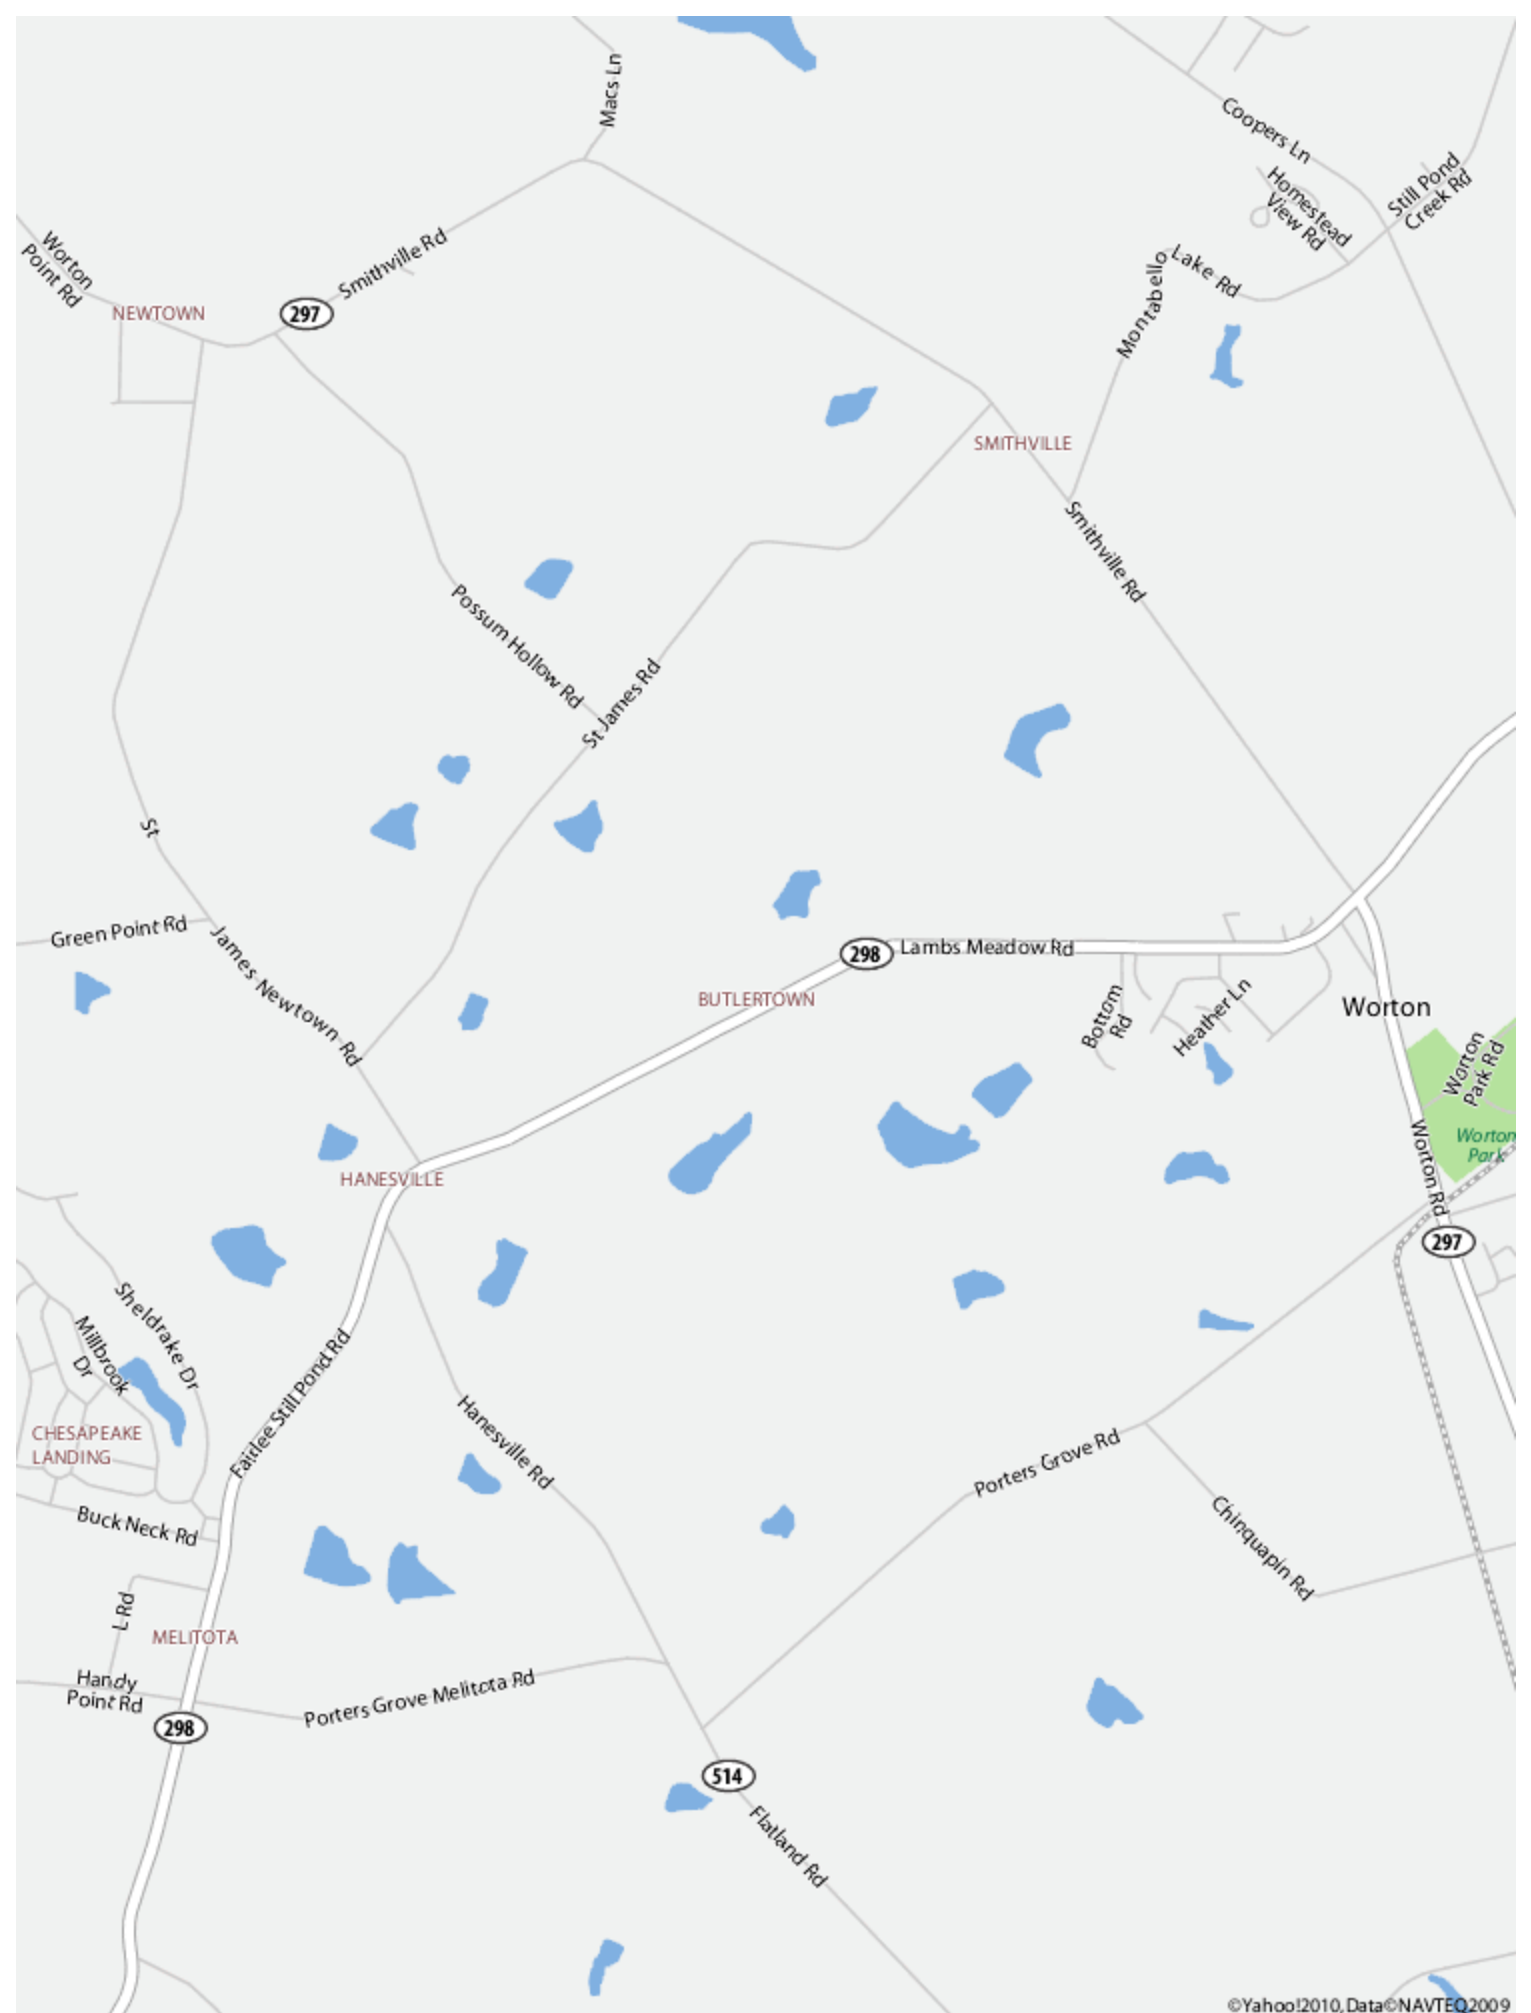 Macs Ln
Coopers Ln
Still Pond
Creek Rd
Homestead
View Rd
Worton
Point Rd
Smithville Rd
Montabello
Lake Rd
NEWTOWN
297
SMITHVILLE
Smithville Rd
Possum Hollow Rd
St James Rd
St
James Newtown Rd
Green Point Rd
298
Lambs Meadow Rd
BUTLERTOWN
Bottom
Rd
Heather Ln
Worton
Worton
Park Rd
Worton
Park
Worton Rd
HANESVILLE
297
Sheldrake Dr
Millbrook
Dr
Fairlee Still Pond Rd
Hanesville Rd
CHESAPEAKE
LANDING
Porters Grove Rd
Buck Neck Rd
Chinquapin Rd
L Rd
MELITOTA
Handy
Point Rd
Porters Grove Melitota Rd
298
514
Flatland Rd
©Yahoo!2010, Data©NAVTEQ2009